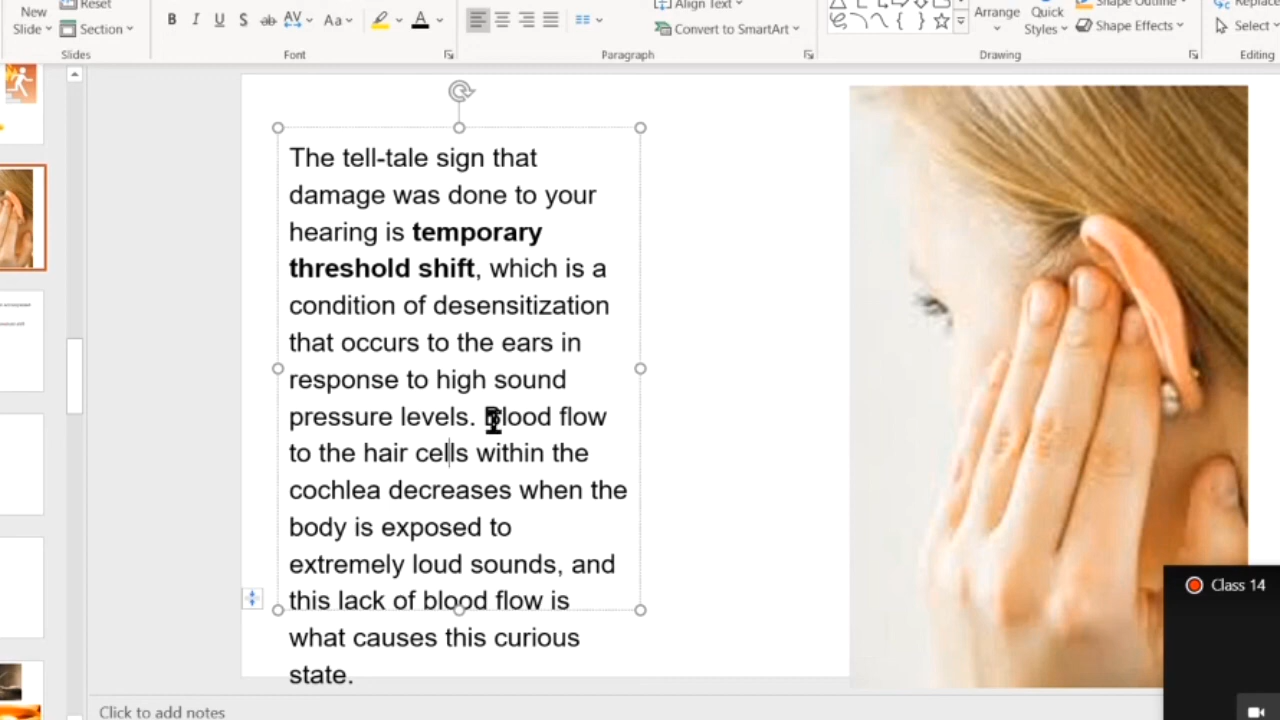 New
Slide
Reset
Section
Slides
B I U S ab AV Aa A
Font
Paragraph
Align Text
Convert to SmartArt
Arrange
Quick
Styles
Shape Outline
Shape Effects
Drawing
Replace
Select
Editing
The tell-tale sign that
damage was done to your
hearing is temporary
threshold shift, which is a
condition of desensitization
that occurs to the ears in
response to high sound
pressure levels. Blood flow
to the hair cells within the
cochlea decreases when the
body is exposed to
extremely loud sounds, and
this lack of blood flow is
what causes this curious
state.
Class 14
Click to add notes